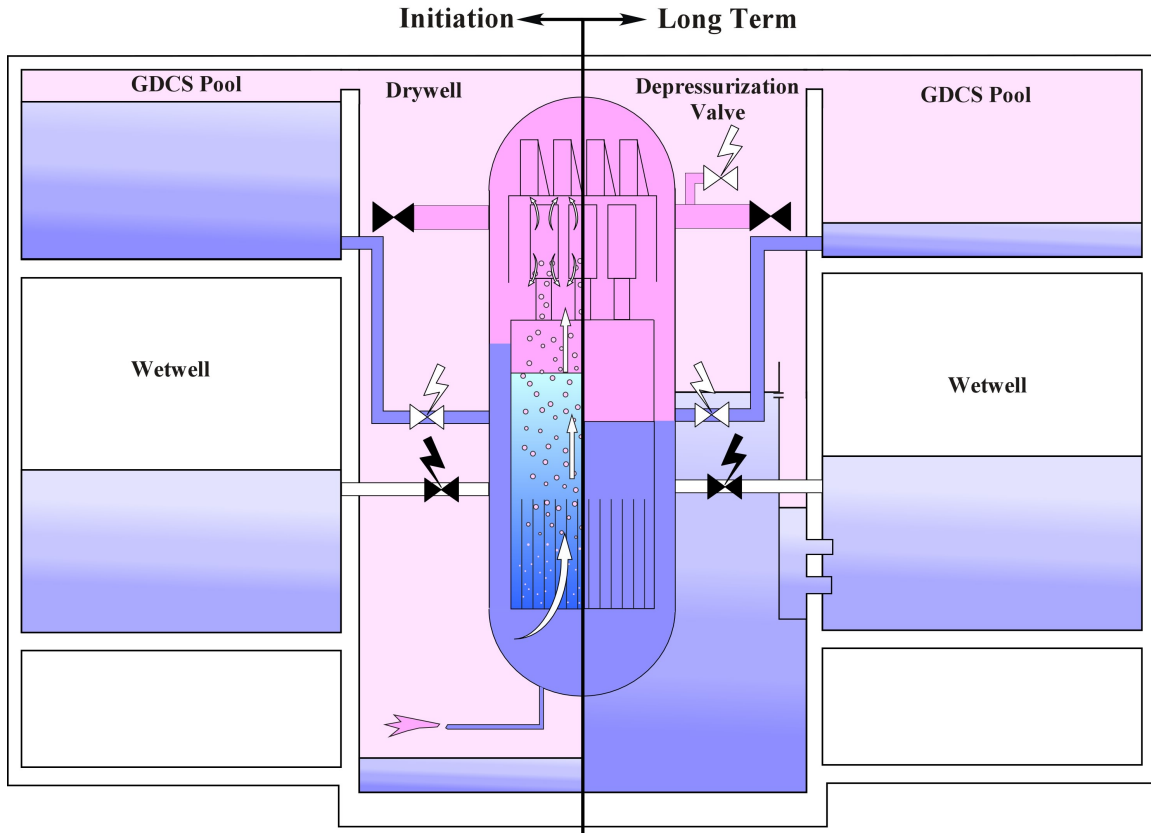 Initiation
Long Term
GDCS Pool
Drywell
Depressurization
Valve
GDCS Pool
Wetwell
Wetwell